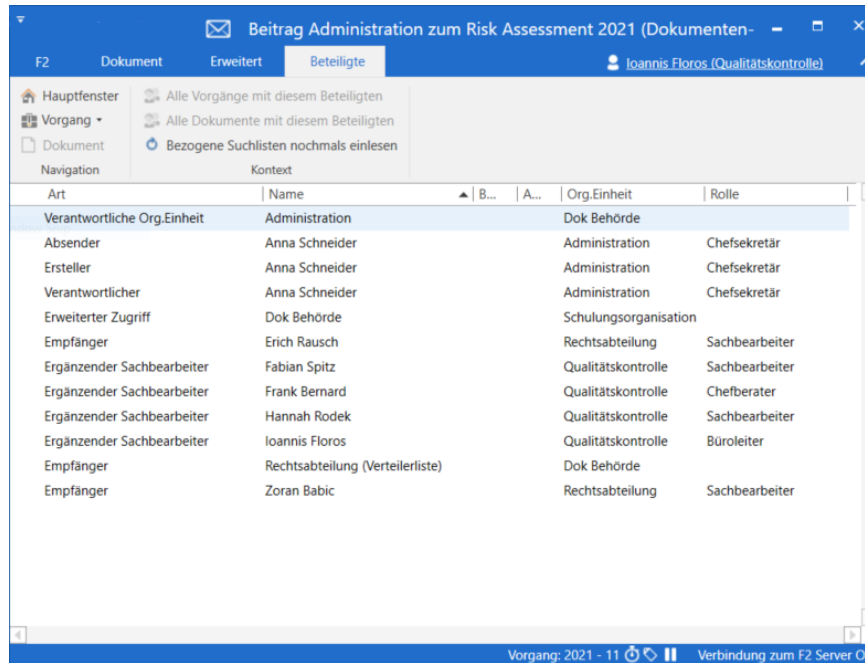 Beitrag Administration zum Risk Assessment 2021 (Dokumenten-
F2 Dokument Erweitert Beteiligte Ioannis Floros (Qualitätskontrolle)
Hauptfenster Alle Vorgänge mit diesem Beteiligten
Vorgang Alle Dokumente mit diesem Beteiligten
Dokument Bezogene Suchlisten nochmals einlesen
Navigation Kontext
Art Name B... A... Org.Einheit Rolle
Verantwortliche Org.Einheit Administration Dok Behörde
Absender Anna Schneider Administration Chefsekretär
Ersteller Anna Schneider Administration Chefsekretär
Verantwortlicher Anna Schneider Administration Chefsekretär
Erweiterter Zugriff Dok Behörde Schulungsorganisation
Empfänger Erich Rausch Rechtsabteilung Sachbearbeiter
Ergänzender Sachbearbeiter Fabian Spitz Qualitätskontrolle Sachbearbeiter
Ergänzender Sachbearbeiter Frank Bernard Qualitätskontrolle Chefberater
Ergänzender Sachbearbeiter Hannah Rodek Qualitätskontrolle Sachbearbeiter
Ergänzender Sachbearbeiter Ioannis Floros Qualitätskontrolle Büroleiter
Empfänger Rechtsabteilung (Verteilerliste) Dok Behörde
Empfänger Zoran Babic Rechtsabteilung Sachbearbeiter
Vorgang: 2021 - 11 Verbindung zum F2 Server